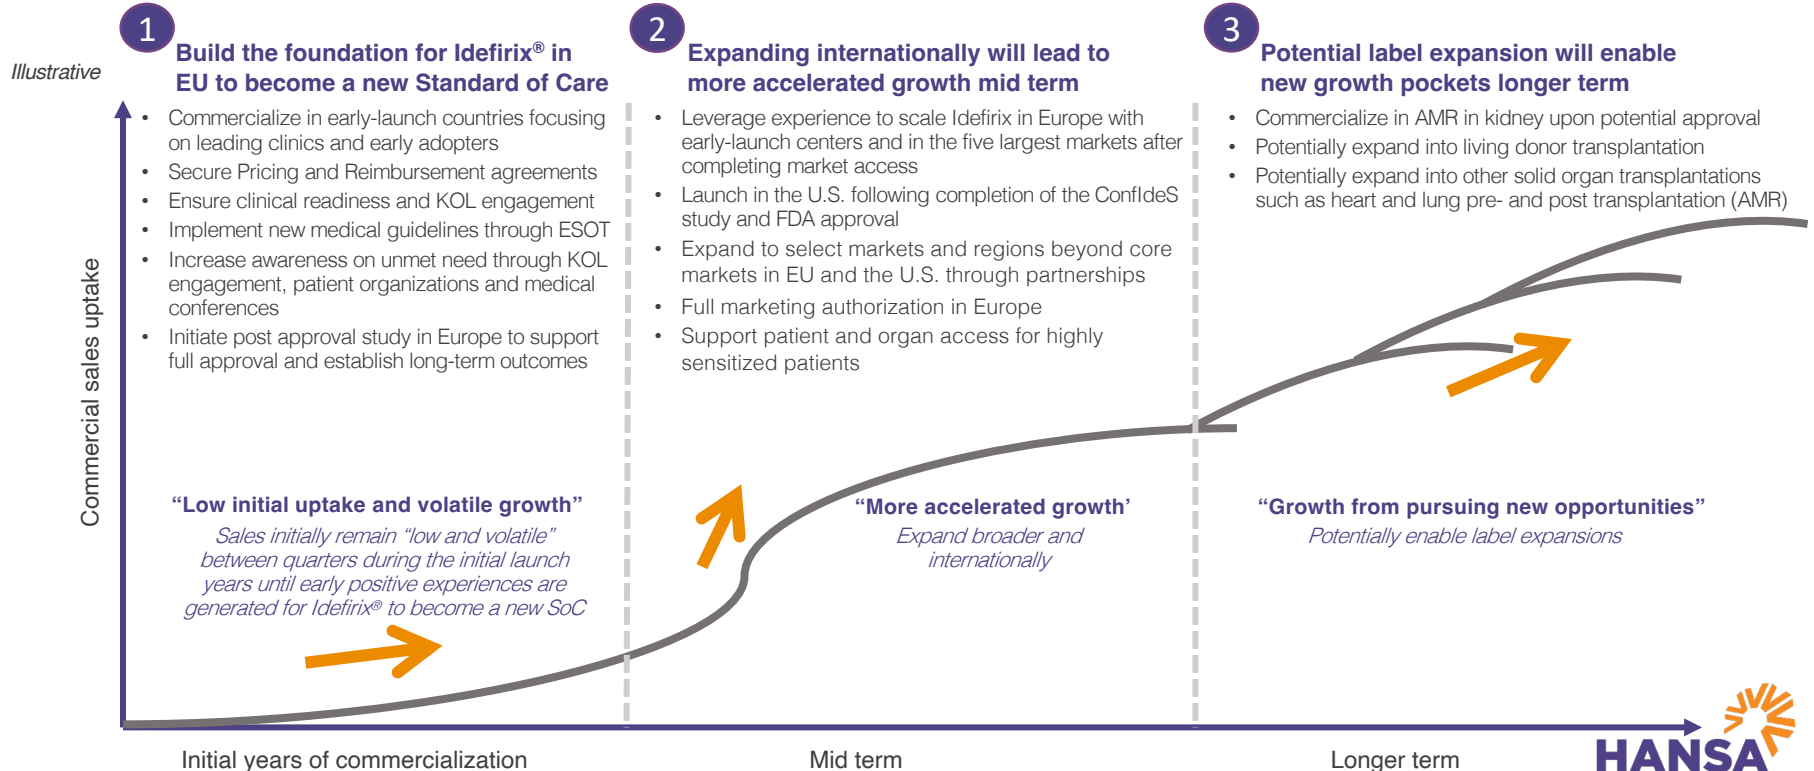 Illustrative
Commercial sales uptake
1
Build the foundation for Idefirix® in
EU to become a new Standard of Care
• Commercialize in early-launch countries focusing
on leading clinics and early adopters
• Secure Pricing and Reimbursement agreements
• Ensure clinical readiness and KOL engagement
• Implement new medical guidelines through ESOT
• Increase awareness on unmet need through KOL
engagement, patient organizations and medical
conferences
• Initiate post approval study in Europe to support
full approval and establish long-term outcomes
“Low initial uptake and volatile growth”
Sales initially remain “low and volatile”
between quarters during the initial launch
years until early positive experiences are
generated for Idefirix® to become a new SoC
Initial years of commercialization
2
Expanding internationally will lead to
more accelerated growth mid term
• Leverage experience to scale Idefirix in Europe with
early-launch centers and in the five largest markets after
completing market access
• Launch in the U.S. following completion of the ConfIdeS
study and FDA approval
• Expand to select markets and regions beyond core
markets in EU and the U.S. through partnerships
• Full marketing authorization in Europe
• Support patient and organ access for highly
sensitized patients
“More accelerated growth’
Expand broader and
internationally
Mid term
3
Potential label expansion will enable
new growth pockets longer term
• Commercialize in AMR in kidney upon potential approval
• Potentially expand into living donor transplantation
• Potentially expand into other solid organ transplantations
such as heart and lung pre- and post transplantation (AMR)
“Growth from pursuing new opportunities”
Potentially enable label expansions
Longer term
HANSA